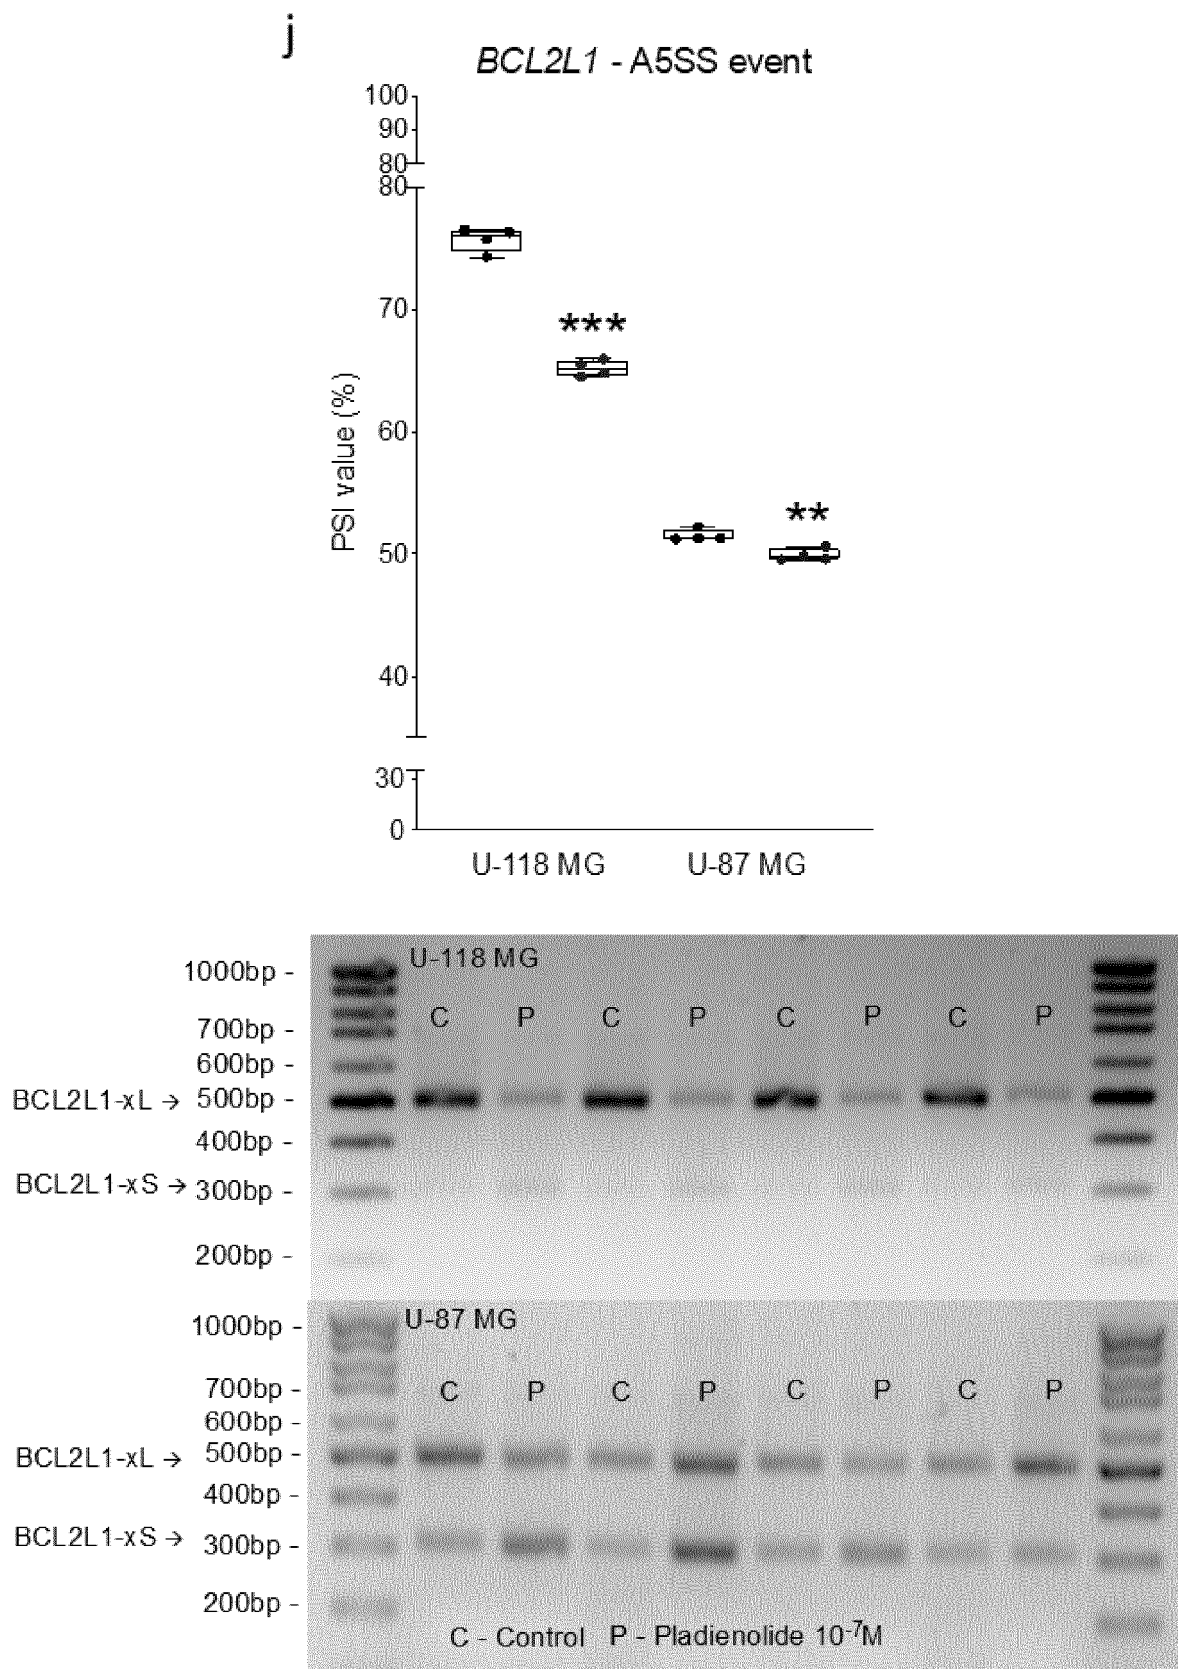 j
BCL2L1 - A5SS event
100
90
80
80
70
60
50
40
30
0
PSI value (%)
***
**
U-118 MG
U-87 MG
U-118 MG
1000bp -
700bp -
600bp -
BCL2L1-xL → 500bp -
400bp -
BCL2L1-xS → 300bp -
200bp -
C P C P C P C P
U-87 MG
1000bp -
700bp -
600bp -
BCL2L1-xL → 500bp -
400bp -
BCL2L1-xS → 300bp -
200bp -
C P C P C P C P
C - Control P - Pladienolide 10⁻⁷M